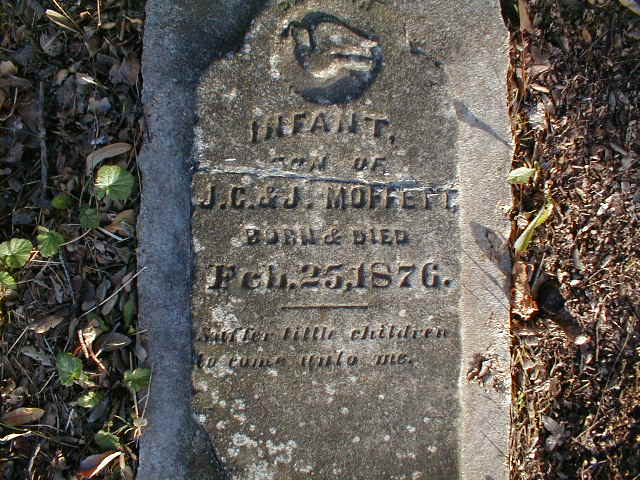 INFANT,
SON OF
J.C. & J. MOFFETT,
BORN & DIED
Feb. 25, 1876.
Suffer little children
to come unto me.